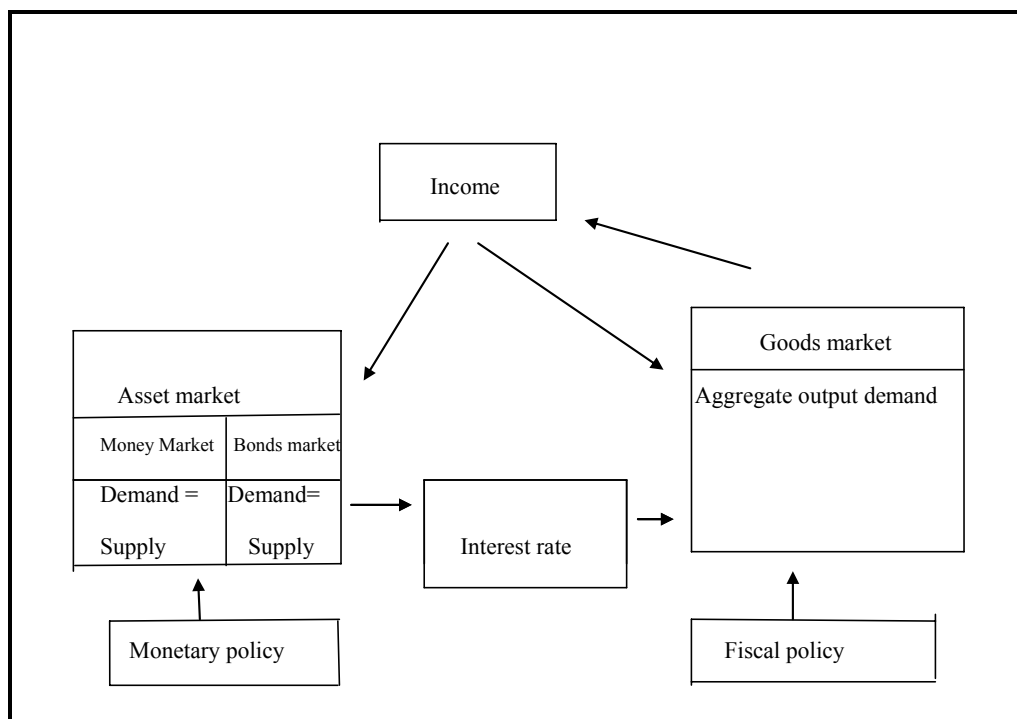 Income
Goods market
Aggregate output demand
Asset market
Money Market
Bonds market
Demand =
Supply
Demand=
Supply
Interest rate
Monetary policy
Fiscal policy